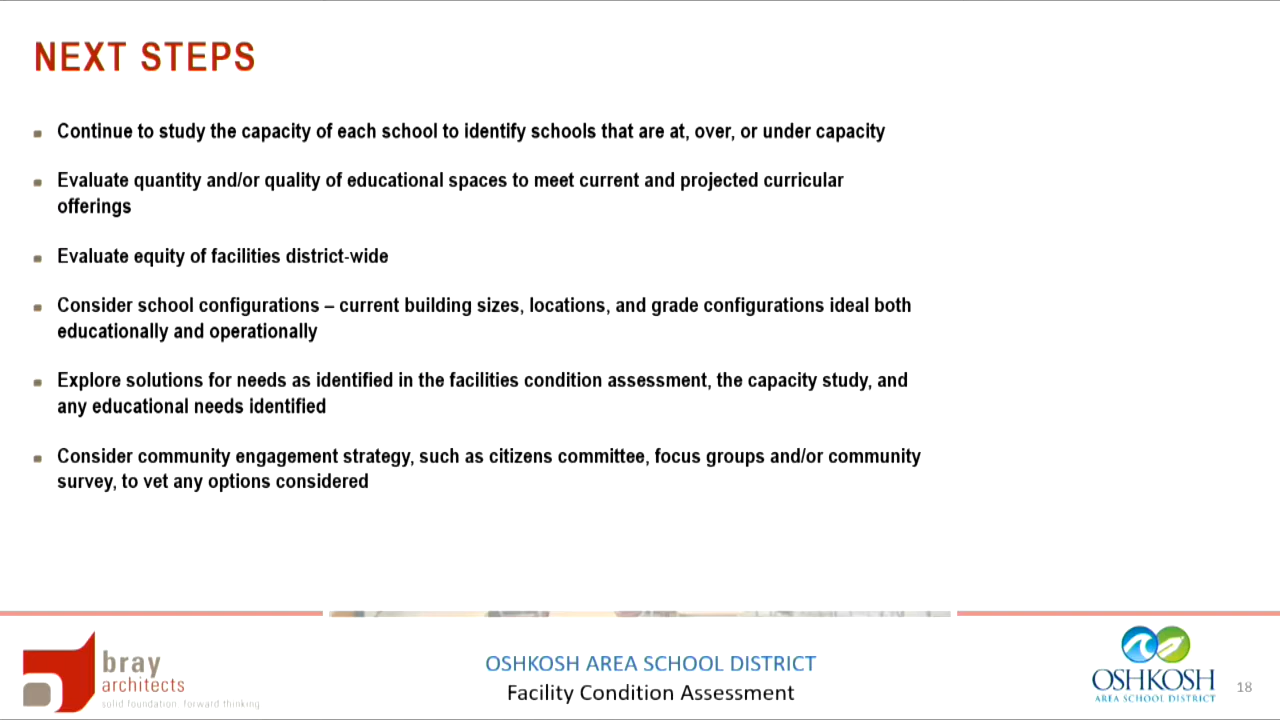 NEXT STEPS
Continue to study the capacity of each school to identify schools that are at, over, or under capacity
Evaluate quantity and/or quality of educational spaces to meet current and projected curricular
offerings
Evaluate equity of facilities district-wide
Consider school configurations – current building sizes, locations, and grade configurations ideal both
educationally and operationally
Explore solutions for needs as identified in the facilities condition assessment, the capacity study, and
any educational needs identified
Consider community engagement strategy, such as citizens committee, focus groups and/or community
survey, to vet any options considered
bray
architects
solid foundation. forward thinking.
OSHKOSH AREA SCHOOL DISTRICT
Facility Condition Assessment
OSHKOSH
AREA SCHOOL DISTRICT
18